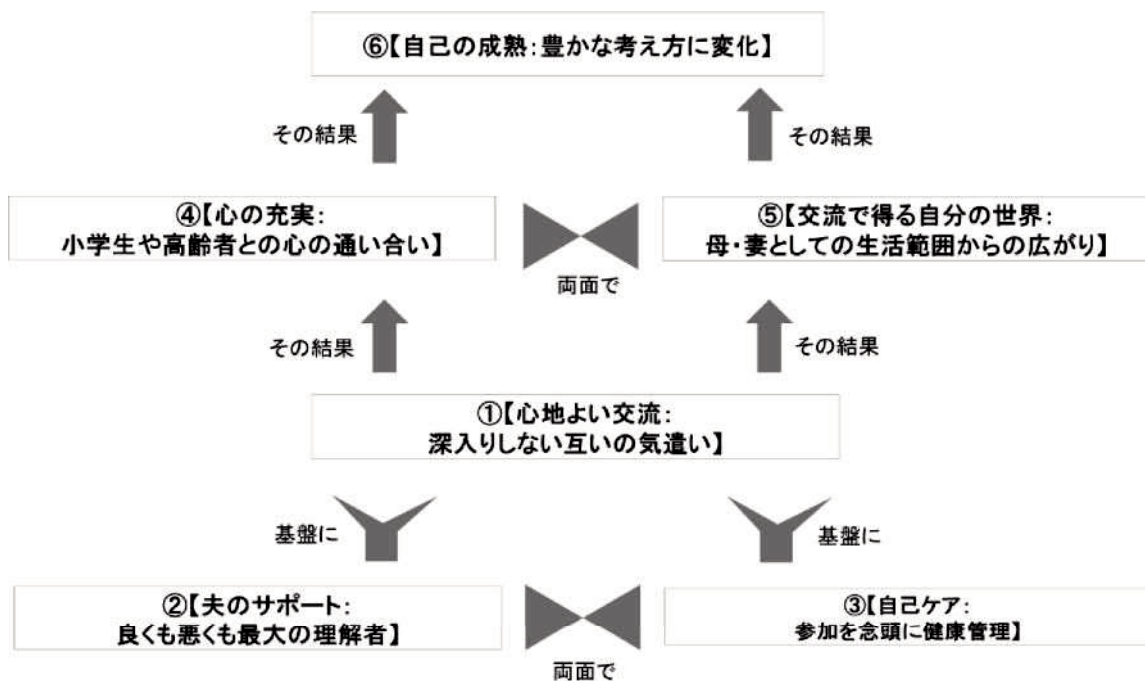 ⑥【自己の成熟：豊かな考え方に変化】
その結果
その結果
④【心の充実：
小学生や高齢者との心の通い合い】
両面で
⑤【交流で得る自分の世界：
母・妻としての生活範囲からの広がり】
その結果
その結果
①【心地よい交流：
深入りしない互いの気遣い】
基盤に
基盤に
②【夫のサポート：
良くも悪くも最大の理解者】
両面で
③【自己ケア：
参加を念頭に健康管理】